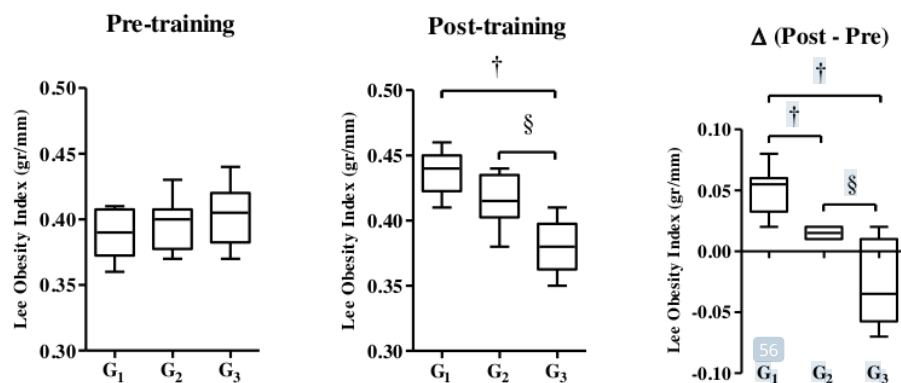 Pre-training
Lee Obesity Index (gr/mm)
0.50
0.45
0.40
0.35
0.30
G₁ G₂ G₃
Post-training
†
§
Lee Obesity Index (gr/mm)
0.50
0.45
0.40
0.35
0.30
G₁ G₂ G₃
Δ (Post - Pre)
†
†
§
Lee Obesity Index (gr/mm)
0.10
0.05
0.00
-0.05
-0.10
56
G₁ G₂ G₃